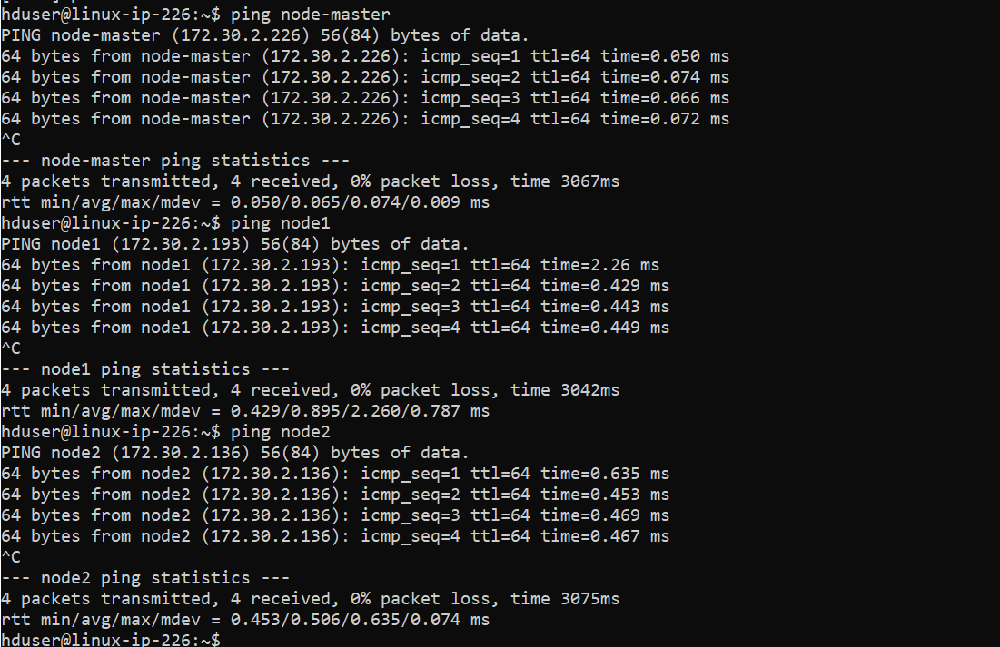 hduser@linux-ip-226:~$ ping node-master
PING node-master (172.30.2.226) 56(84) bytes of data.
64 bytes from node-master (172.30.2.226): icmp_seq=1 ttl=64 time=0.050 ms
64 bytes from node-master (172.30.2.226): icmp_seq=2 ttl=64 time=0.074 ms
64 bytes from node-master (172.30.2.226): icmp_seq=3 ttl=64 time=0.066 ms
64 bytes from node-master (172.30.2.226): icmp_seq=4 ttl=64 time=0.072 ms
^C
--- node-master ping statistics ---
4 packets transmitted, 4 received, 0% packet loss, time 3067ms
rtt min/avg/max/mdev = 0.050/0.065/0.074/0.009 ms
hduser@linux-ip-226:~$ ping node1
PING node1 (172.30.2.193) 56(84) bytes of data.
64 bytes from node1 (172.30.2.193): icmp_seq=1 ttl=64 time=2.26 ms
64 bytes from node1 (172.30.2.193): icmp_seq=2 ttl=64 time=0.429 ms
64 bytes from node1 (172.30.2.193): icmp_seq=3 ttl=64 time=0.443 ms
64 bytes from node1 (172.30.2.193): icmp_seq=4 ttl=64 time=0.449 ms
^C
--- node1 ping statistics ---
4 packets transmitted, 4 received, 0% packet loss, time 3042ms
rtt min/avg/max/mdev = 0.429/0.895/2.260/0.787 ms
hduser@linux-ip-226:~$ ping node2
PING node2 (172.30.2.136) 56(84) bytes of data.
64 bytes from node2 (172.30.2.136): icmp_seq=1 ttl=64 time=0.635 ms
64 bytes from node2 (172.30.2.136): icmp_seq=2 ttl=64 time=0.453 ms
64 bytes from node2 (172.30.2.136): icmp_seq=3 ttl=64 time=0.469 ms
64 bytes from node2 (172.30.2.136): icmp_seq=4 ttl=64 time=0.467 ms
^C
--- node2 ping statistics ---
4 packets transmitted, 4 received, 0% packet loss, time 3075ms
rtt min/avg/max/mdev = 0.453/0.506/0.635/0.074 ms
hduser@linux-ip-226:~$